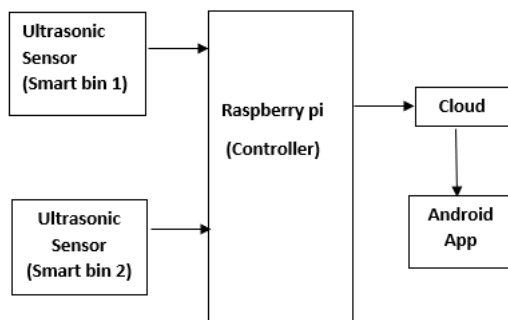 Ultrasonic
Sensor
(Smart bin 1)
Raspberry pi
(Controller)
Cloud
Ultrasonic
Sensor
(Smart bin 2)
Android
App